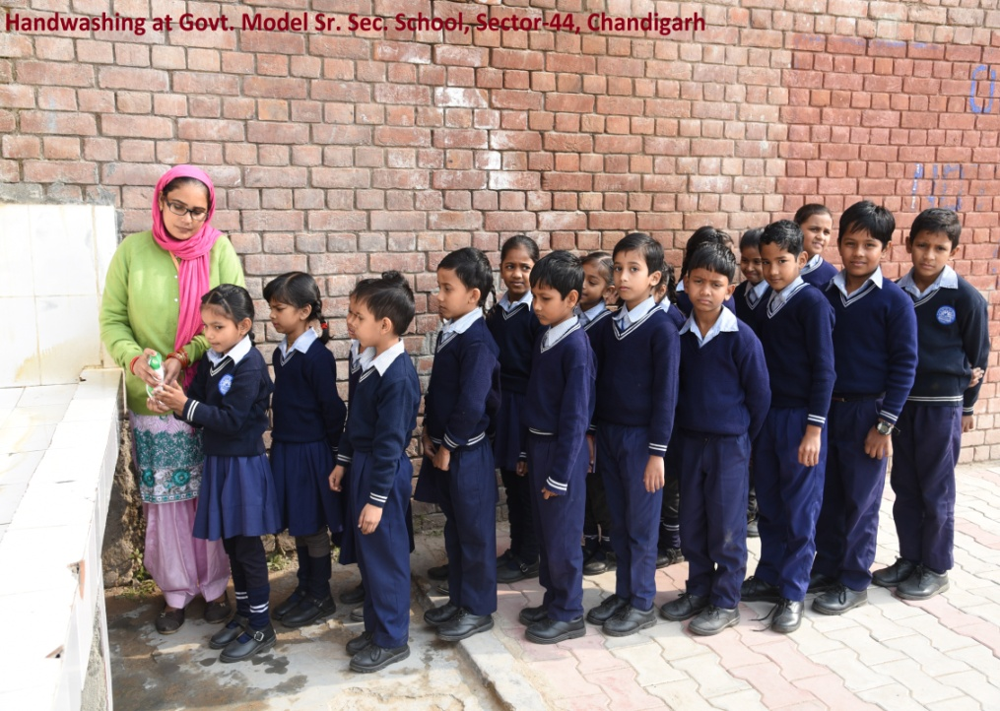 Handwashing at Govt. Model Sr. Sec. School, Sector-44, Chandigarh